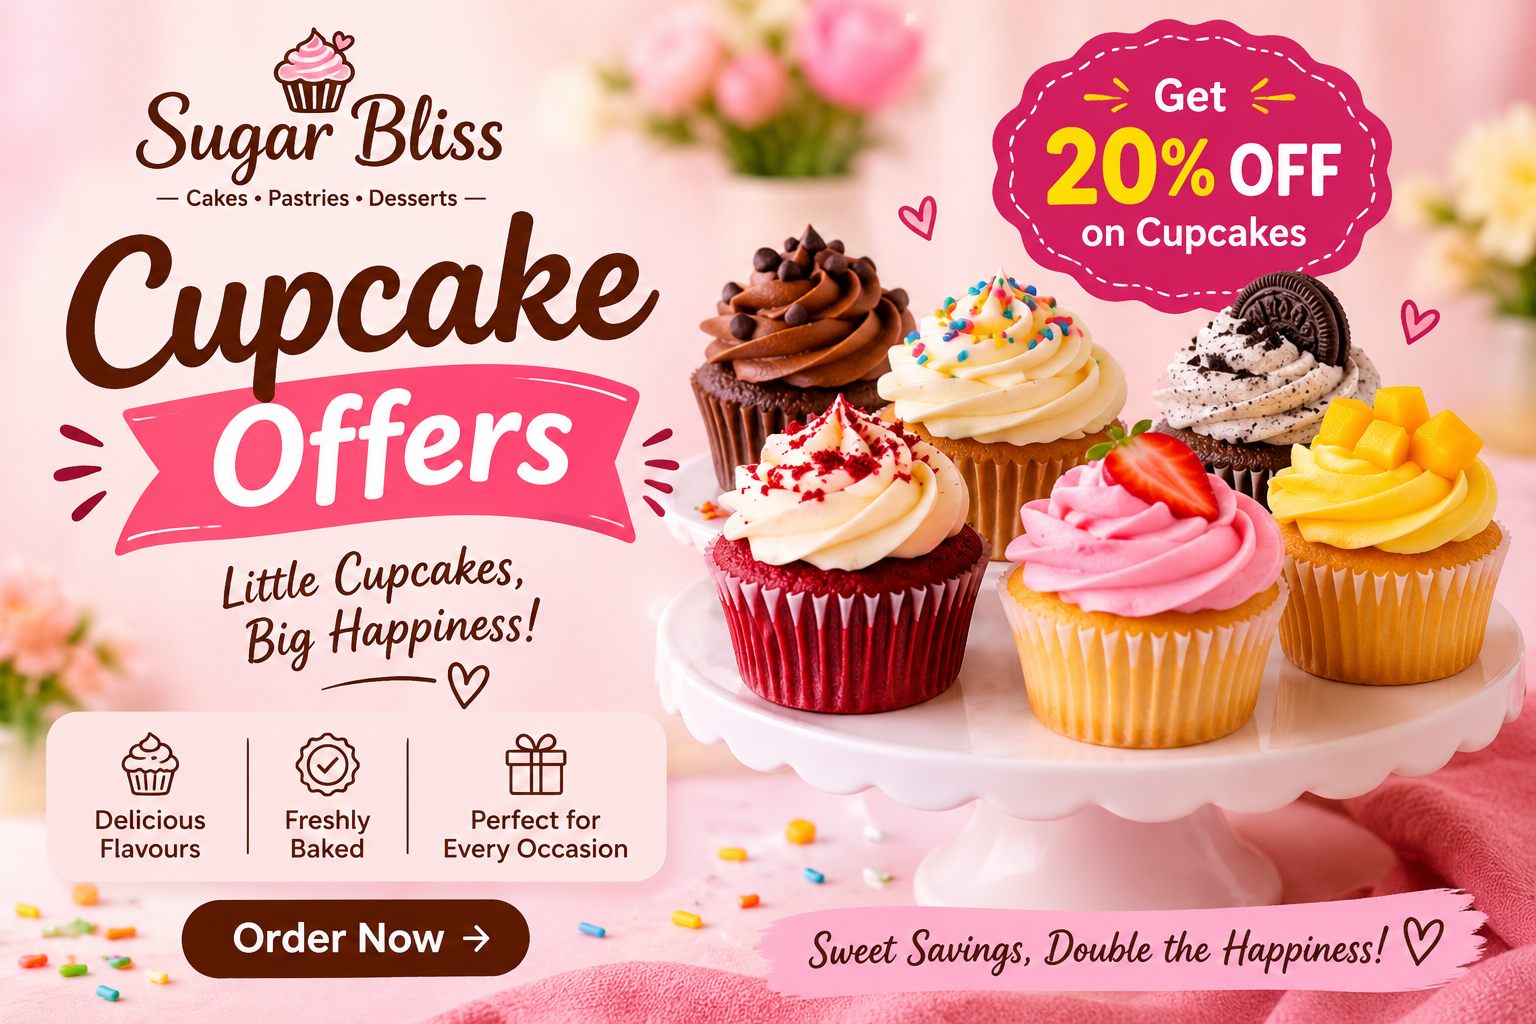 Sugar Bliss
Cakes • Pastries • Desserts
Cupcake
Offers
Little Cupcakes,
Big Happiness!
Delicious
Flavours
Freshly
Baked
Perfect for
Every Occasion
Order Now →
Get
20% OFF
on Cupcakes
Sweet Savings, Double the Happiness!